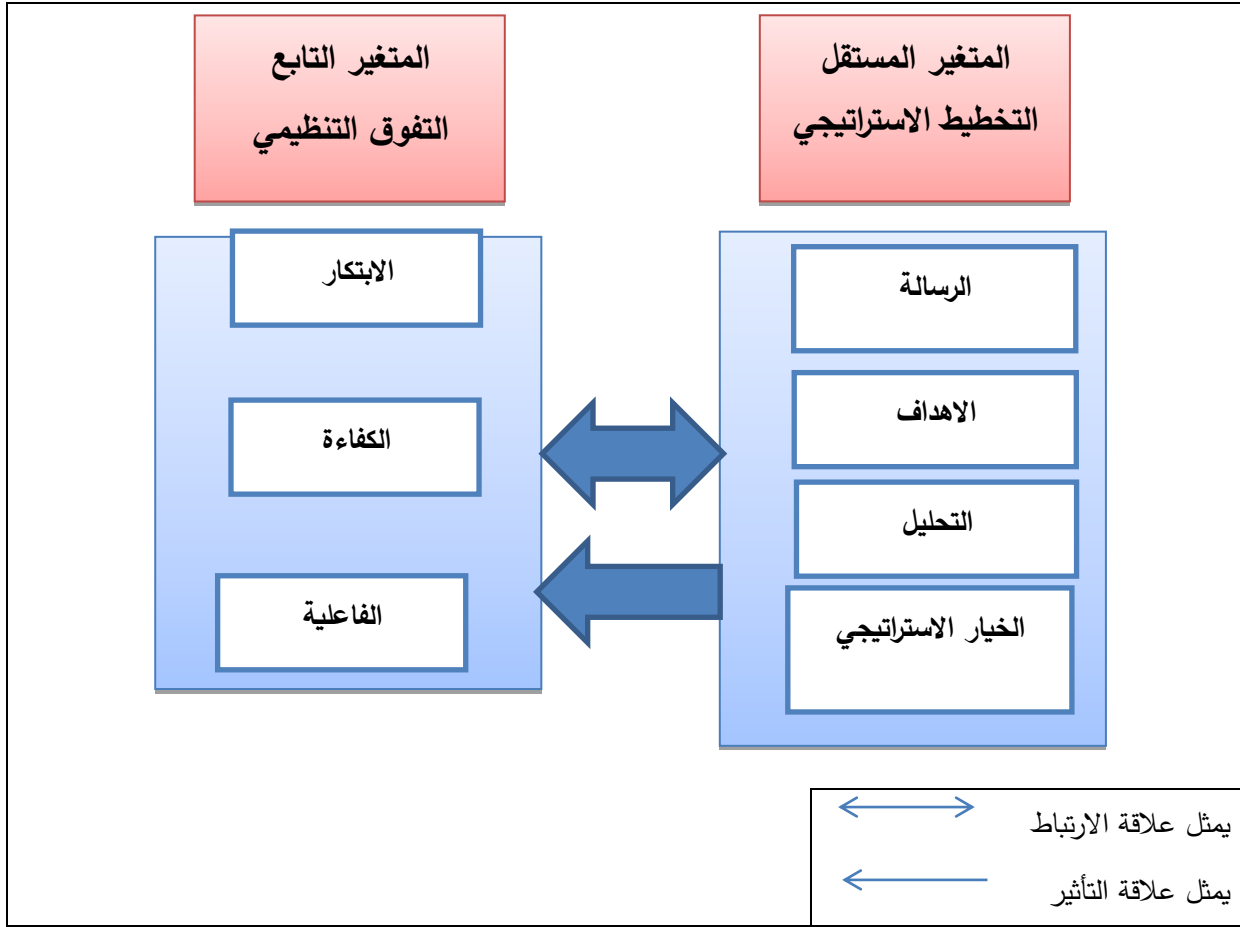 المتغير المستقل
التخطيط الاستراتيجي
المتغير التابع
التفوق التنظيمي
الرسالة
الاهداف
التحليل
الخيار الاستراتيجي
الابتكار
الكفاءة
الفاعلية
يمثل علاقة الارتباط
يمثل علاقة التأثير